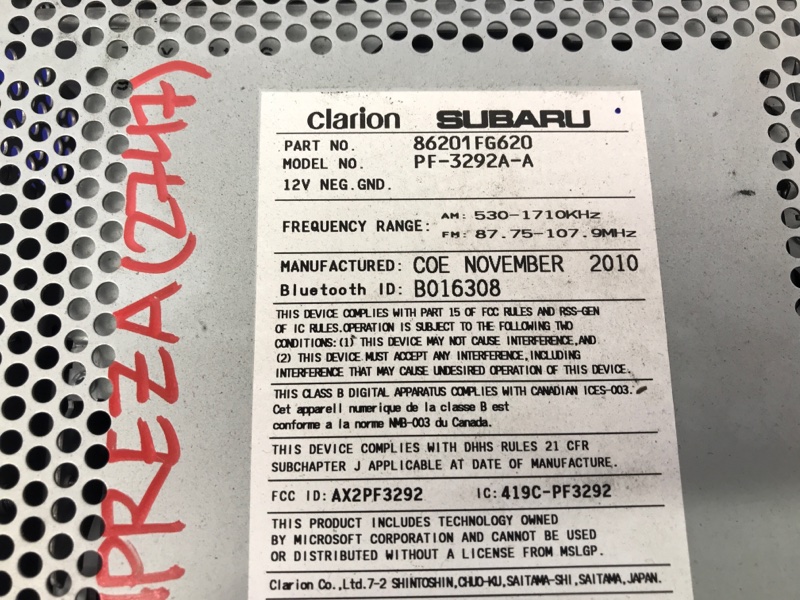 clarion SUBARU
PART NO. 86201FG620
MODEL NO. PF-3292A-A
12V NEG.GND.
FREQUENCY RANGE: AM: 530-1710KHz
FM: 87.75-107.9MHz
MANUFACTURED: COE NOVEMBER 2010
Bluetooth ID: B016308
THIS DEVICE COMPLIES WITH PART 15 OF FCC RULES AND RSS-GEN
OF IC RULES.OPERATION IS SUBJECT TO THE FOLLOWING TWO
CONDITIONS: (1) THIS DEVICE MAY NOT CAUSE INTERFERENCE,AND
(2) THIS DEVICE MUST ACCEPT ANY INTERFERENCE, INCLUDING
INTERFERENCE THAT MAY CAUSE UNDESIRED OPERATION OF THIS DEVICE.
THIS CLASS B DIGITAL APPARATUS COMPLIES WITH CANADIAN ICES-003.
Cet appareil numerique de la classe B est
conforme a la norme NMB-003 du Canada.
THIS DEVICE COMPLIES WITH DHHS RULES 21 CFR
SUBCHAPTER J APPLICABLE AT DATE OF MANUFACTURE.
FCC ID: AX2PF3292 IC: 419C-PF3292
THIS PRODUCT INCLUDES TECHNOLOGY OWNED
BY MICROSOFT CORPORATION AND CANNOT BE USED
OR DISTRIBUTED WITHOUT A LICENSE FROM MSLGP.
Clarion Co.,Ltd.7-2 SHINTOSHIN,CHUO-KU,SAITAMA-SHI,SAITAMA,JAPAN.
PREZA (2747)